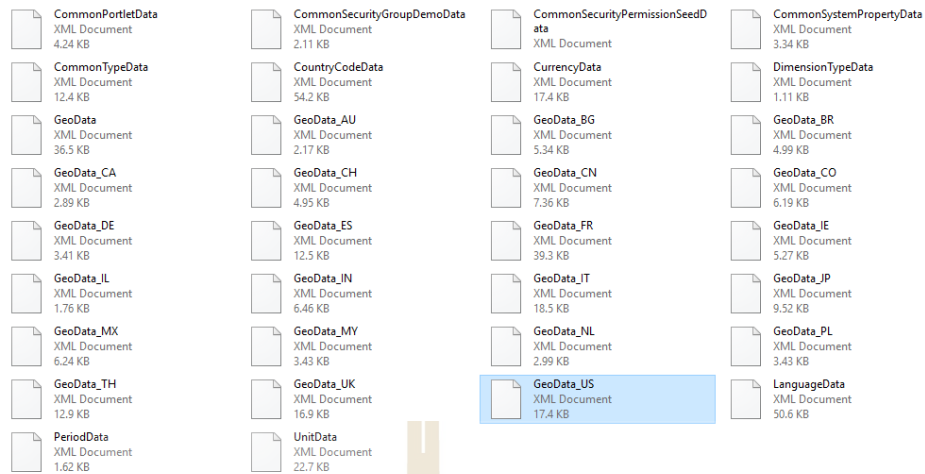 CommonPortletData
XML Document
4.24 KB
CommonSecurityGroupDemoData
XML Document
2.11 KB
CommonSecurityPermissionSeedD
ata
XML Document
CommonSystemPropertyData
XML Document
3.34 KB
CommonTypeData
XML Document
12.4 KB
CountryCodeData
XML Document
54.2 KB
CurrencyData
XML Document
17.4 KB
DimensionTypeData
XML Document
1.11 KB
GeoData
XML Document
36.5 KB
GeoData_AU
XML Document
2.17 KB
GeoData_BG
XML Document
5.34 KB
GeoData_BR
XML Document
4.99 KB
GeoData_CA
XML Document
2.89 KB
GeoData_CH
XML Document
4.95 KB
GeoData_CN
XML Document
7.36 KB
GeoData_CO
XML Document
6.19 KB
GeoData_DE
XML Document
3.41 KB
GeoData_ES
XML Document
12.5 KB
GeoData_FR
XML Document
39.3 KB
GeoData_IE
XML Document
5.27 KB
GeoData_IL
XML Document
1.76 KB
GeoData_IN
XML Document
6.46 KB
GeoData_IT
XML Document
18.5 KB
GeoData_JP
XML Document
9.52 KB
GeoData_MX
XML Document
6.24 KB
GeoData_MY
XML Document
3.43 KB
GeoData_NL
XML Document
2.99 KB
GeoData_PL
XML Document
3.43 KB
GeoData_TH
XML Document
12.9 KB
GeoData_UK
XML Document
16.9 KB
GeoData_US
XML Document
17.4 KB
LanguageData
XML Document
50.6 KB
PeriodData
XML Document
1.62 KB
UnitData
XML Document
22.7 KB